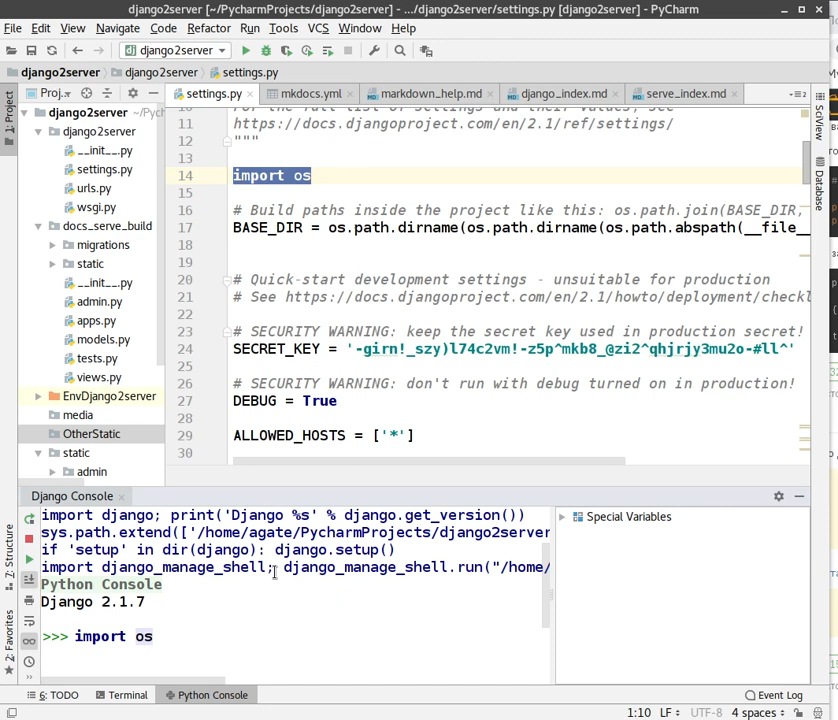 django2server [~/PycharmProjects/django2server] - .../django2server/settings.py [django2server] - PyCharm
File Edit View Navigate Code Refactor Run Tools VCS Window Help
django2server
django2server django2server settings.py
Proj..
settings.py mkdocs.yml markdown_help.md django_index.md serve_index.md
1: Project
django2server ~/Pych
django2server
__init__.py
settings.py
urls.py
wsgi.py
docs_serve_build
migrations
static
__init__.py
admin.py
apps.py
models.py
tests.py
views.py
EnvDjango2server
media
OtherStatic
static
admin
11 https://docs.djangoproject.com/en/2.1/ref/settings/
12 """
13
14 import os
15
16 # Build paths inside the project like this: os.path.join(BASE_DIR,
17 BASE_DIR = os.path.dirname(os.path.dirname(os.path.abspath(__file__
20 # Quick-start development settings - unsuitable for production
21 # See https://docs.djangoproject.com/en/2.1/howto/deployment/checkl
22
23 # SECURITY WARNING: keep the secret key used in production secret!
24 SECRET_KEY = '-girn!_szy)l74c2vm!-z5p^mkb8_@zi2^qhjrjy3mu2o-#ll^'
25
26 # SECURITY WARNING: don't run with debug turned on in production!
27 DEBUG = True
28
29 ALLOWED_HOSTS = ['*']
30
SciView
Database
Django Console
import django; print('Django %s' % django.get_version())
sys.path.extend(['/home/agate/PycharmProjects/django2server
if 'setup' in dir(django): django.setup()
import django_manage_shell; django_manage_shell.run("/home/
Python Console
Django 2.1.7
>>> import os
Special Variables
7: Structure
2: Favorites
6: TODO Terminal Python Console Event Log
1:10 LF UTF-8 4 spaces